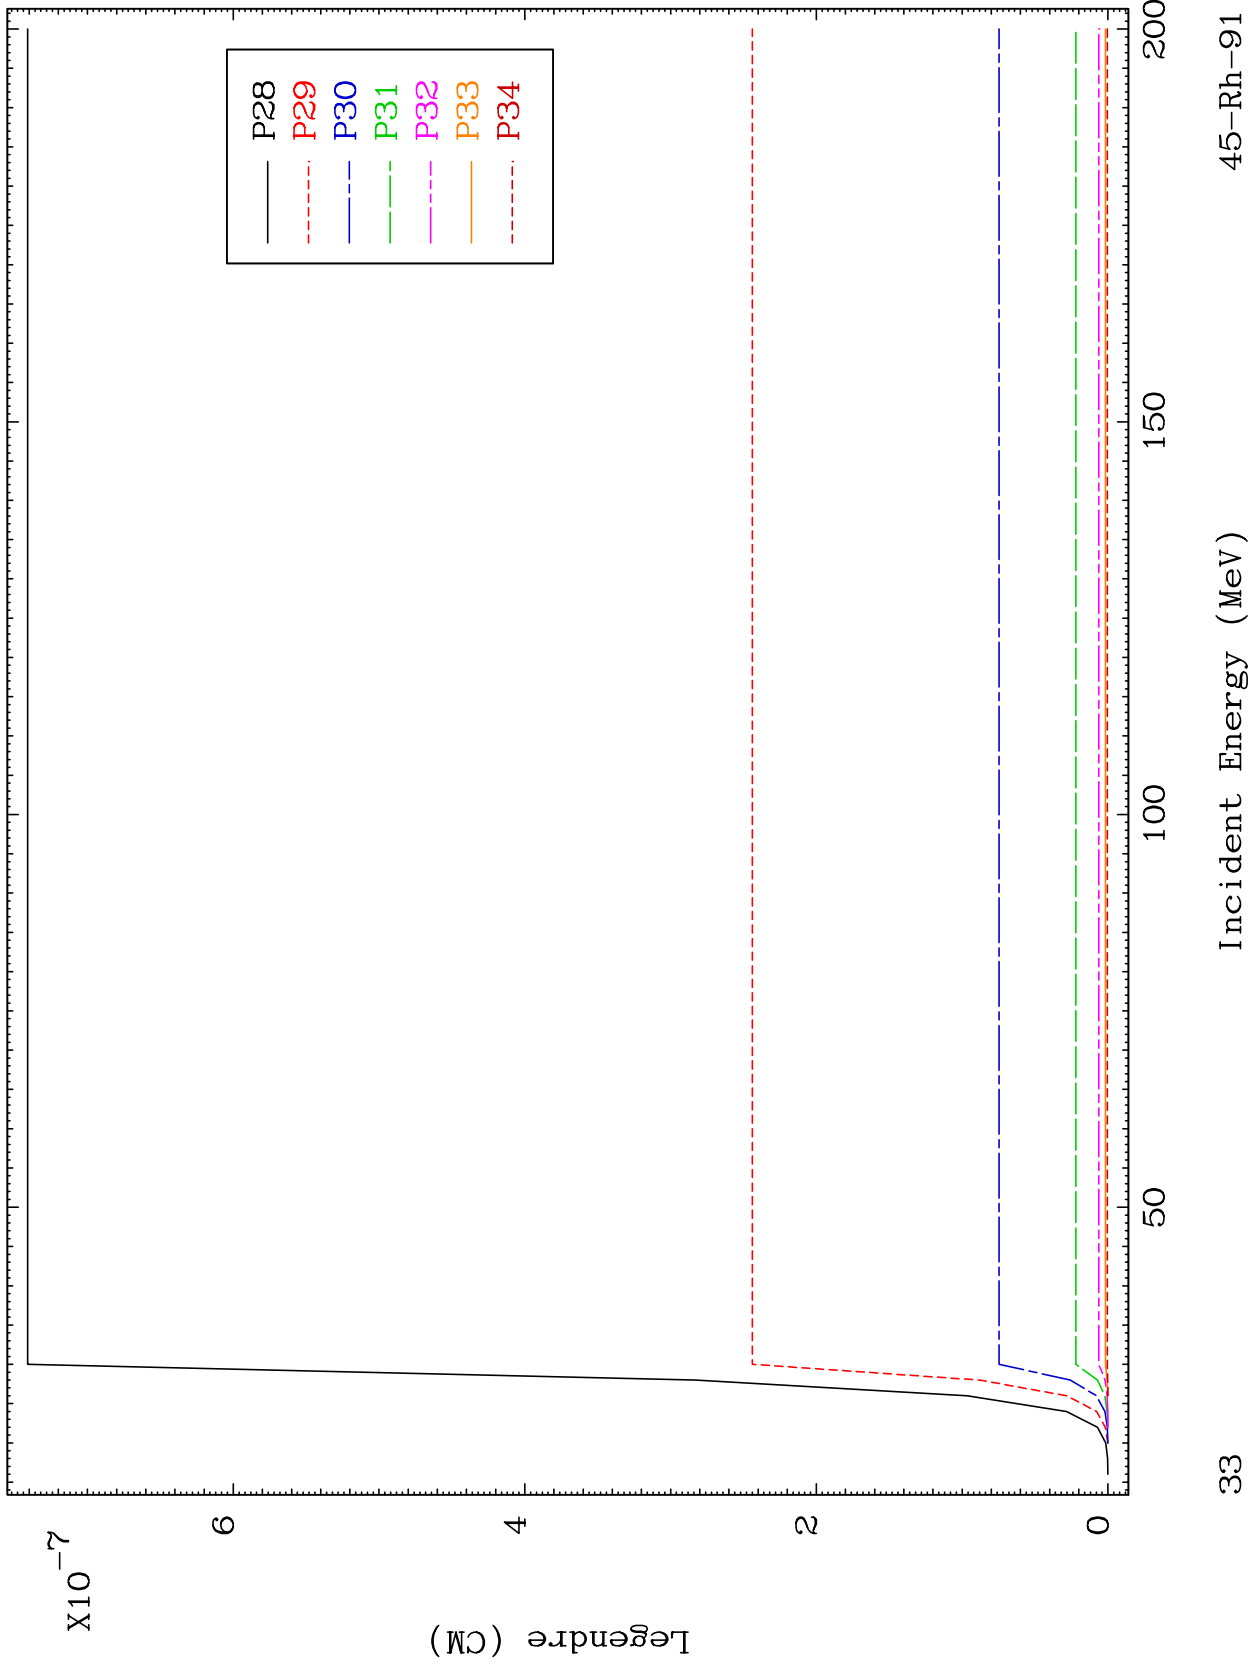 X10-7
Legendre (CM)
6
4
2
0
P28
P29
P30
P31
P32
P33
P34
50
100
150
200
33
Incident Energy (MeV)
45-Rh-91